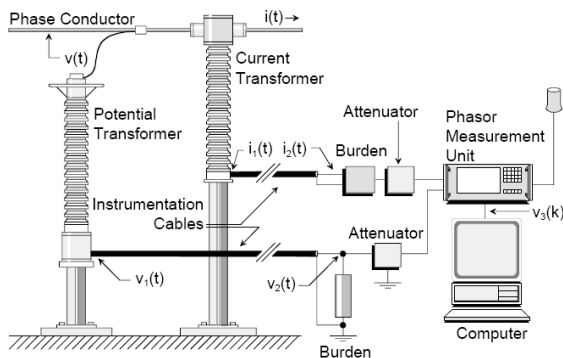 Phase Conductor
i(t)
v(t)
Current
Transformer
Potential
Transformer
Phasor
Measurement
Unit
Attenuator
Burden
i₁(t)
i₂(t)
Instrumentation
Cables
Attenuator
v₃(k)
v₁(t)
v₂(t)
Burden
Computer